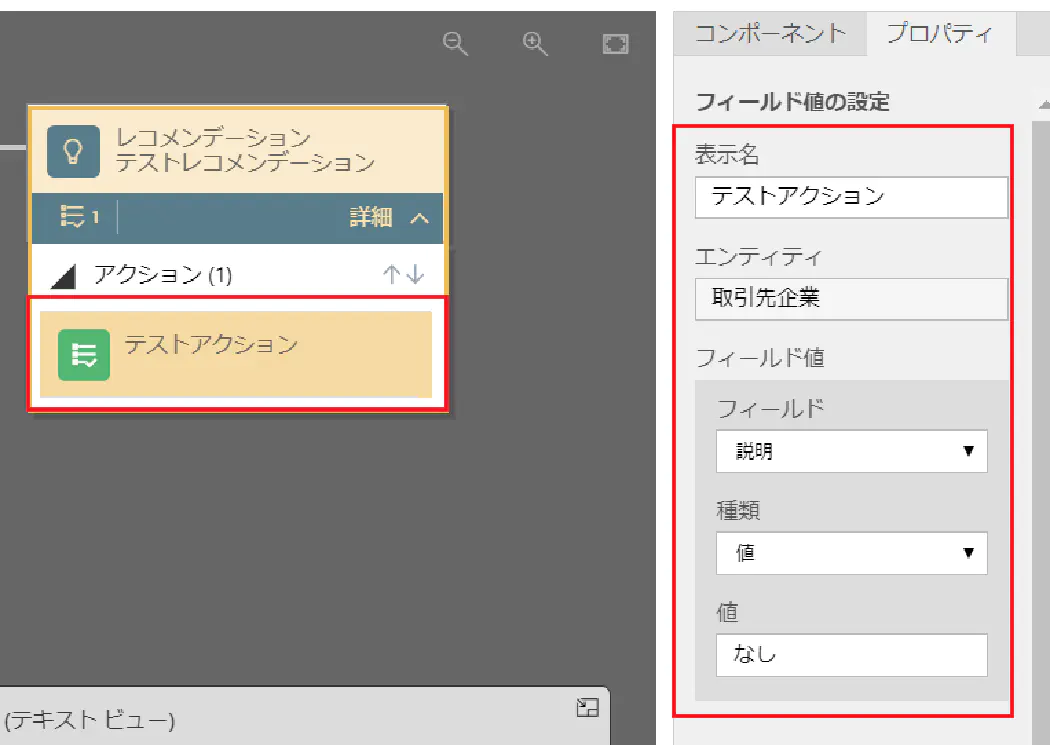 レコメンデーション
テストレコメンデーション
1
詳細
アクション (1)
テストアクション
(テキスト ビュー)
コンポーネント
プロパティ
フィールド値の設定
表示名
テストアクション
エンティティ
取引先企業
フィールド値
フィールド
説明
種類
値
値
なし